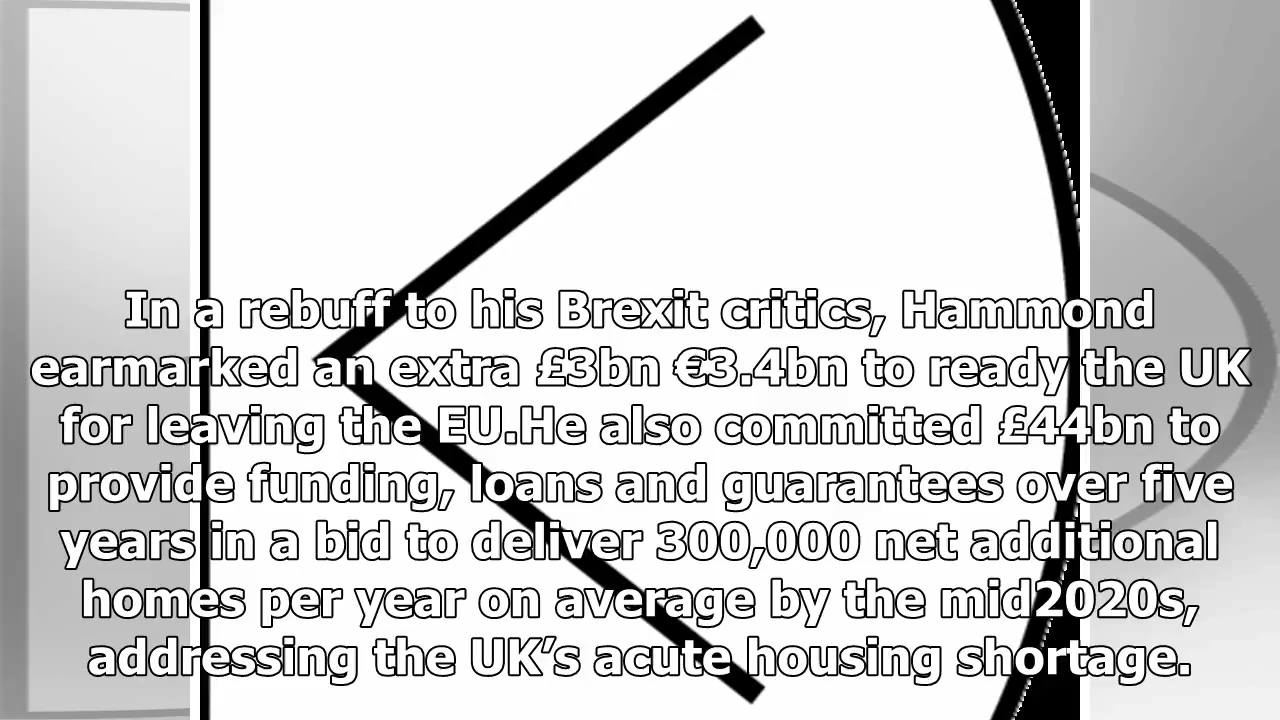 In a rebuff to his Brexit critics, Hammond
earmarked an extra £3bn €3.4bn to ready the UK
for leaving the EU.He also committed £44bn to
provide funding, loans and guarantees over five
years in a bid to deliver 300,000 net additional
homes per year on average by the mid2020s,
addressing the UK’s acute housing shortage.